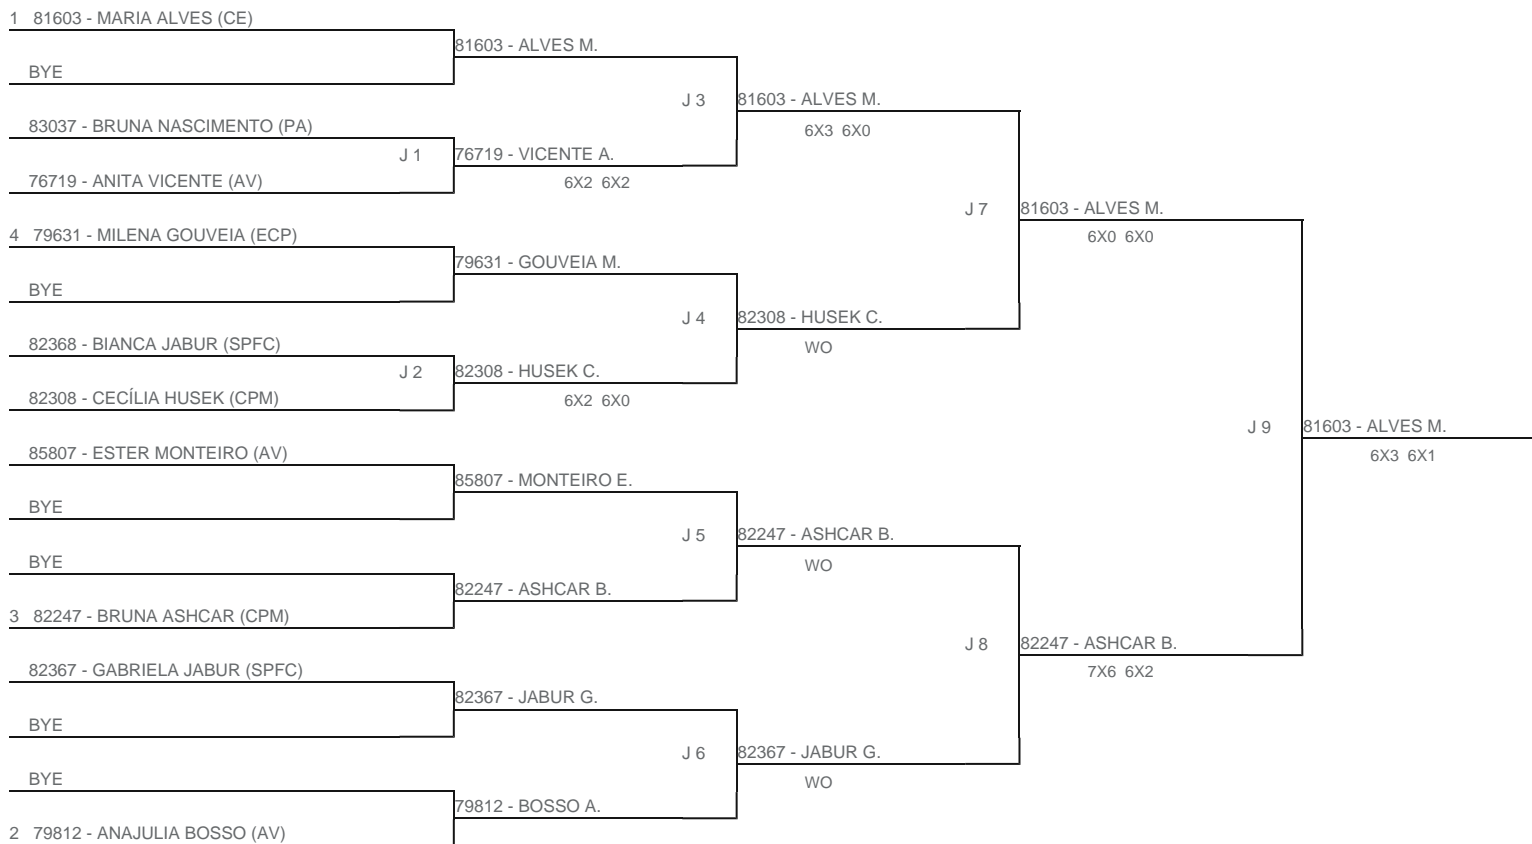 1 81603 - MARIA ALVES (CE)
81603 - ALVES M.
BYE
J 3
81603 - ALVES M.
6X3 6X0
83037 - BRUNA NASCIMENTO (PA)
J 1
76719 - VICENTE A.
76719 - ANITA VICENTE (AV)
6X2 6X2
J 7
81603 - ALVES M.
6X0 6X0
4 79631 - MILENA GOUVEIA (ECP)
79631 - GOUVEIA M.
BYE
J 4
82308 - HUSEK C.
WO
82368 - BIANCA JABUR (SPFC)
J 2
82308 - HUSEK C.
82308 - CECÍLIA HUSEK (CPM)
6X2 6X0
J 9
81603 - ALVES M.
6X3 6X1
85807 - ESTER MONTEIRO (AV)
85807 - MONTEIRO E.
BYE
J 5
82247 - ASHCAR B.
WO
BYE
82247 - ASHCAR B.
3 82247 - BRUNA ASHCAR (CPM)
J 8
82247 - ASHCAR B.
7X6 6X2
82367 - GABRIELA JABUR (SPFC)
82367 - JABUR G.
BYE
J 6
82367 - JABUR G.
WO
BYE
79812 - BOSSO A.
2 79812 - ANAJULIA BOSSO (AV)